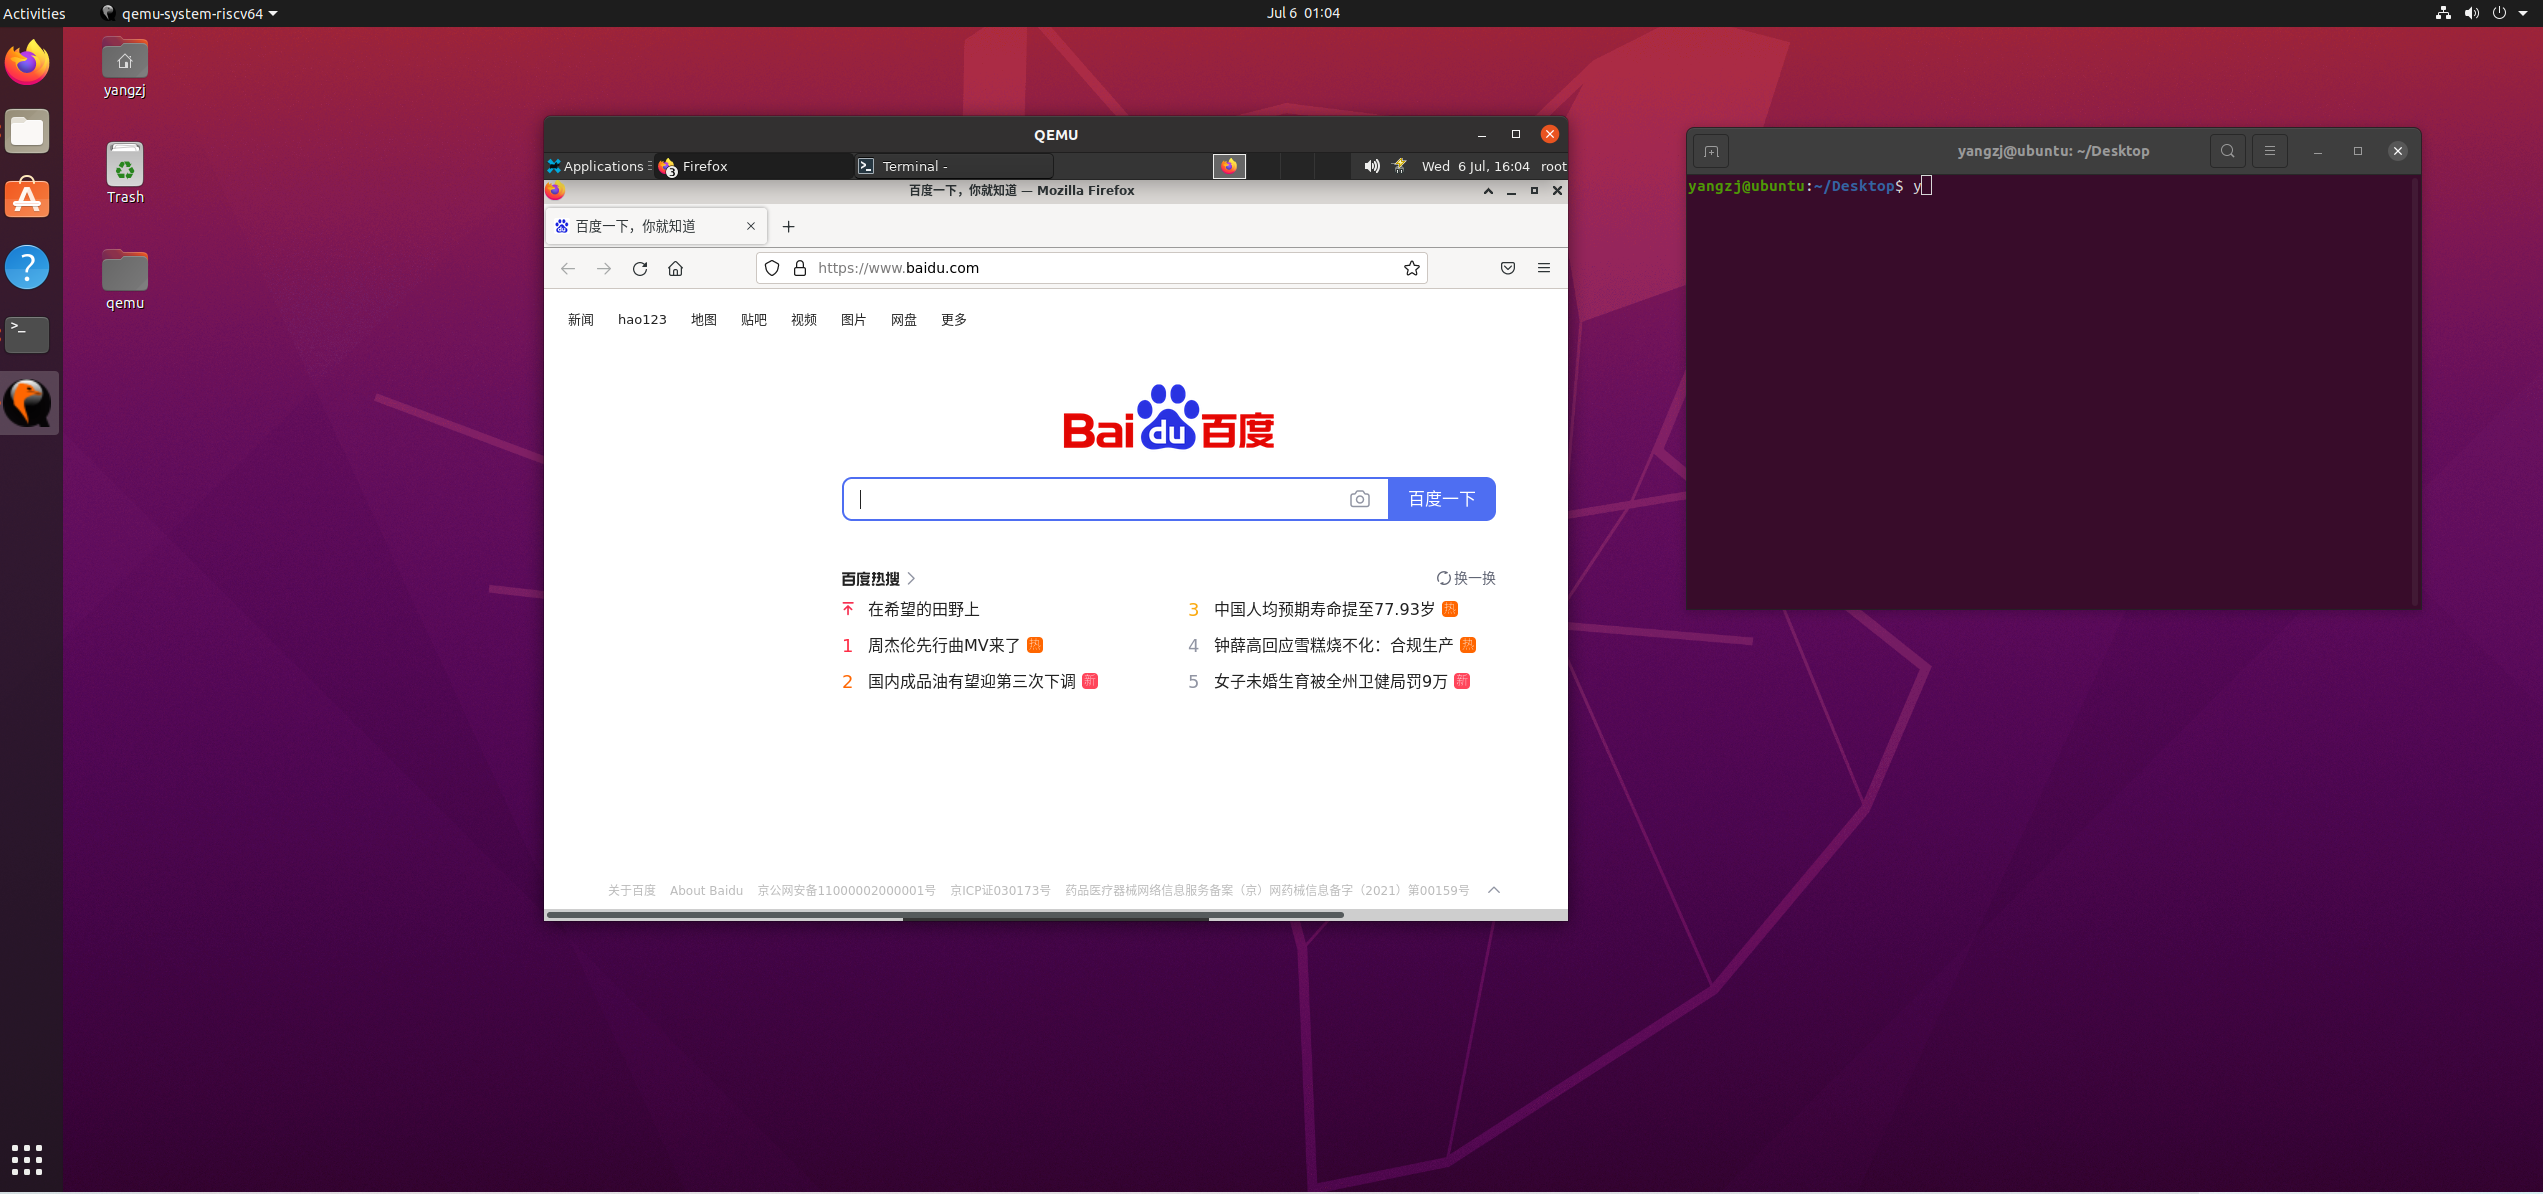 Activities
qemu-system-riscv64
Jul 6 01:04
yangzj
Trash
qemu
QEMU
Applications
3
Firefox
Terminal -
Wed 6 Jul, 16:04
root
百度一下，你就知道 — Mozilla Firefox
百度一下，你就知道
https://www.baidu.com
新闻 hao123 地图 贴吧 视频 图片 网盘 更多
Bai du 百度
百度一下
百度热搜
换一换
在希望的田野上
1 周杰伦先行曲MV来了 热
2 国内成品油有望迎第三次下调 新
3 中国人均预期寿命提至77.93岁 热
4 钟薛高回应雪糕烧不化：合规生产 热
5 女子未婚生育被全州卫健局罚9万 新
关于百度 About Baidu 京公网安备11000002000001号 京ICP证030173号 药品医疗器械网络信息服务备案（京）网药械信息备字（2021）第00159号
yangzj@ubuntu: ~/Desktop
yangzj@ubuntu:~/Desktop$ y